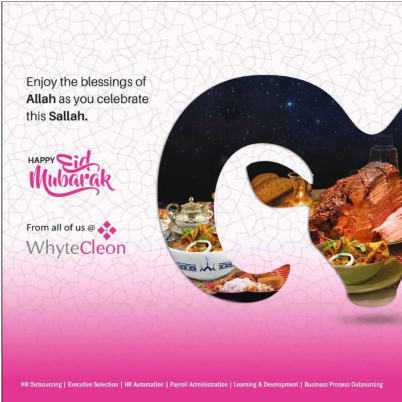 Enjoy the blessings of
Allah as you celebrate
this Sallah.
HAPPY Eid
Mubarak
From all of us @
WhyteCleon
HR Outsourcing | Executive Selection | HR Automation | Payroll Administration | Learning & Development | Business Process Outsourcing